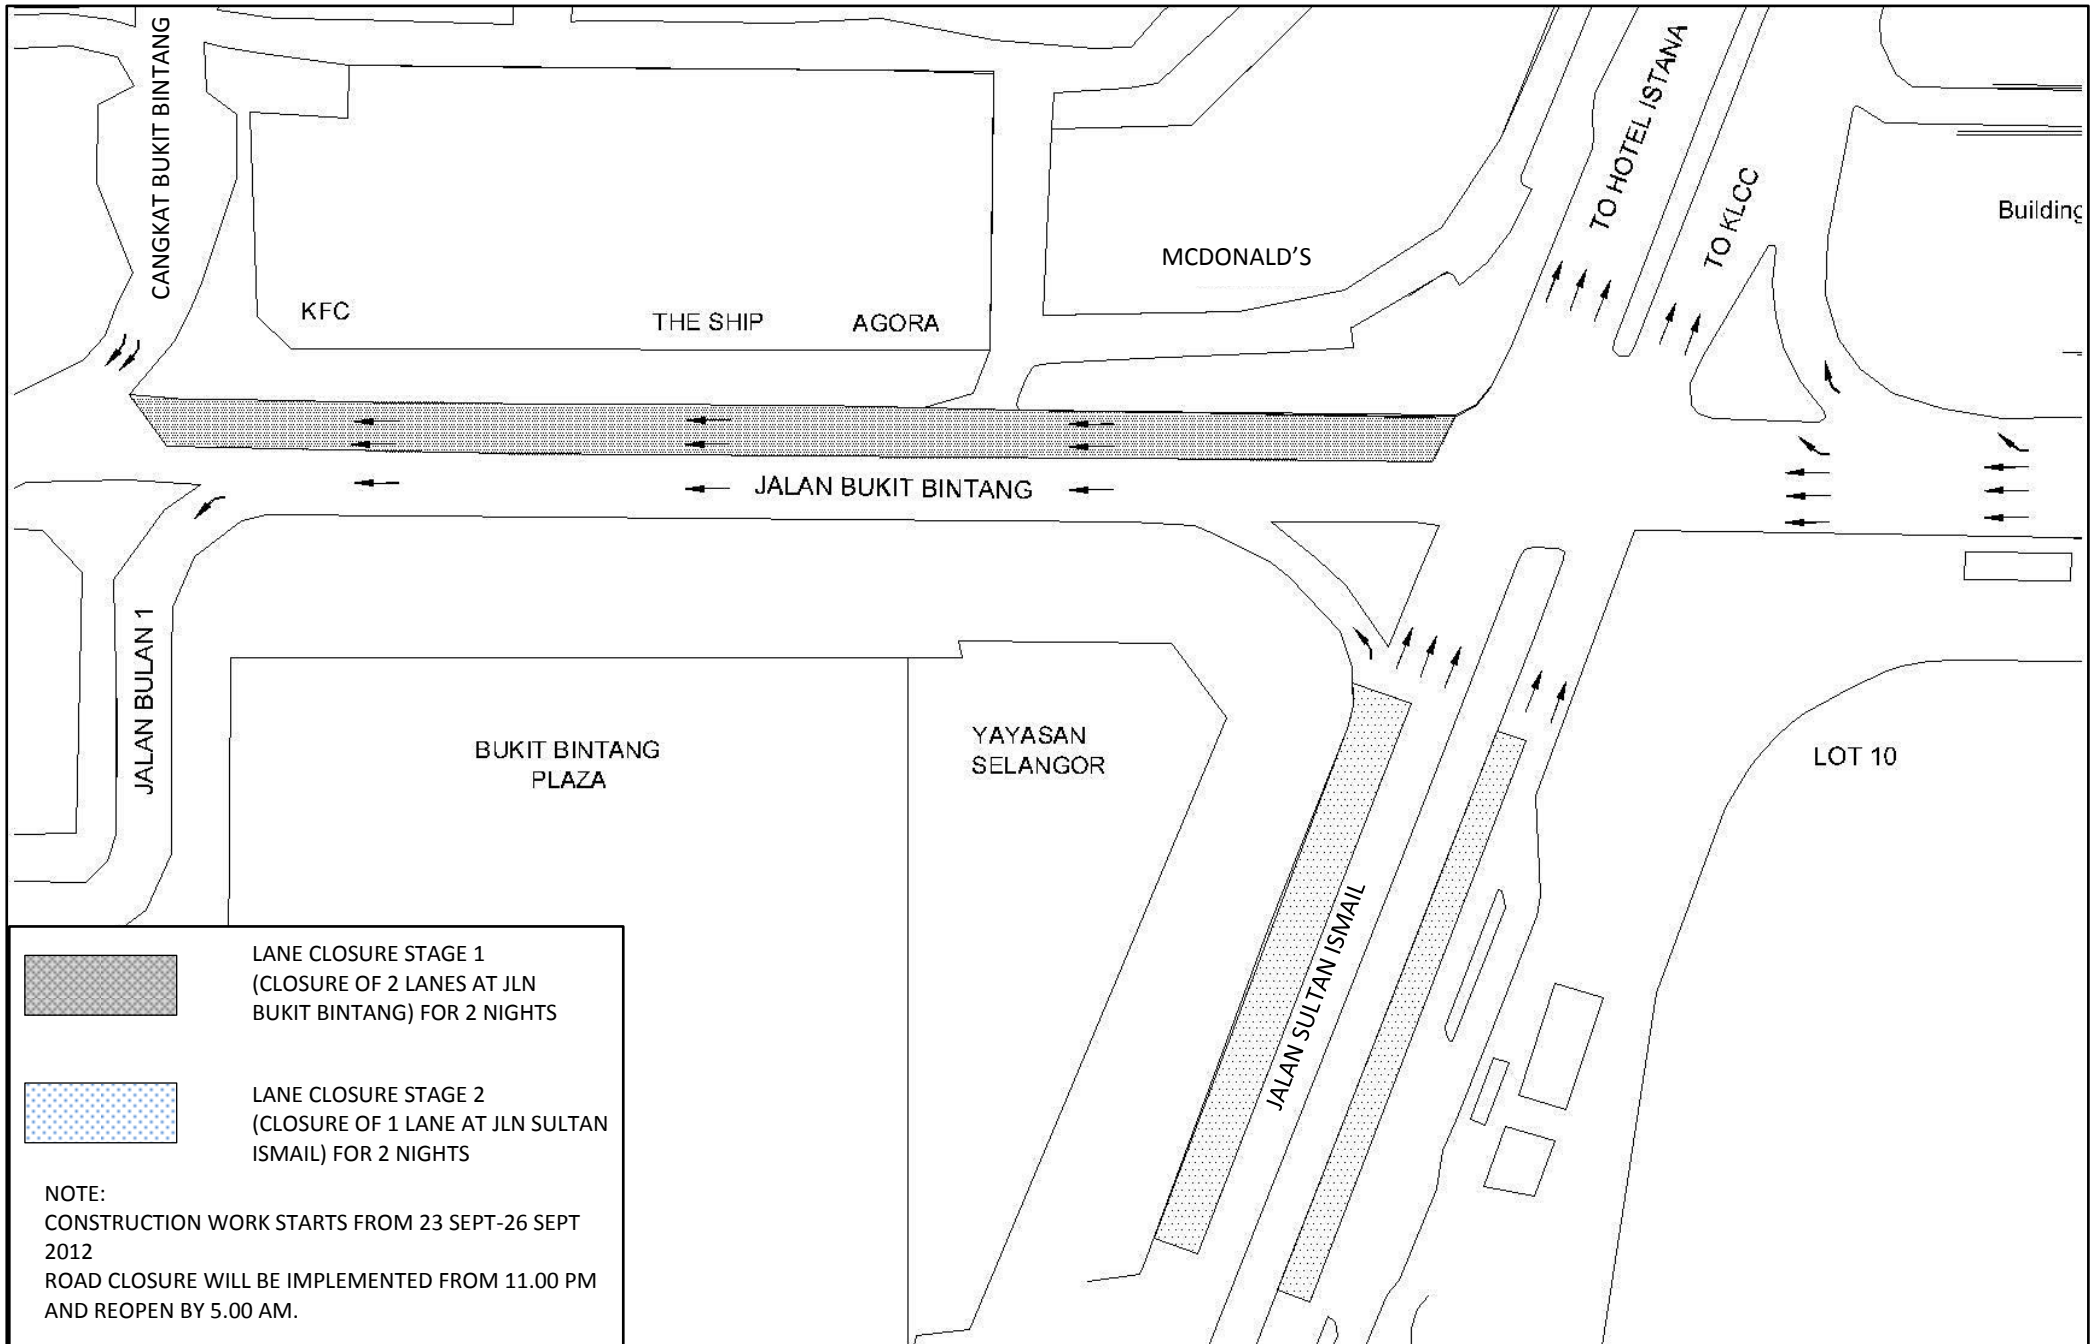 CANGKAT BUKIT BINTANG
TO HOTEL ISTANA
TO KLCC
Building
MCDONALD'S
KFC
THE SHIP
AGORA
JALAN BUKIT BINTANG
JALAN BULAN 1
BUKIT BINTANG
PLAZA
YAYASAN
SELANGOR
LOT 10
JALAN SULTAN ISMAIL
LANE CLOSURE STAGE 1
(CLOSURE OF 2 LANES AT JLN
BUKIT BINTANG) FOR 2 NIGHTS
LANE CLOSURE STAGE 2
(CLOSURE OF 1 LANE AT JLN SULTAN
ISMAIL) FOR 2 NIGHTS
NOTE:
CONSTRUCTION WORK STARTS FROM 23 SEPT-26 SEPT
2012
ROAD CLOSURE WILL BE IMPLEMENTED FROM 11.00 PM
AND REOPEN BY 5.00 AM.